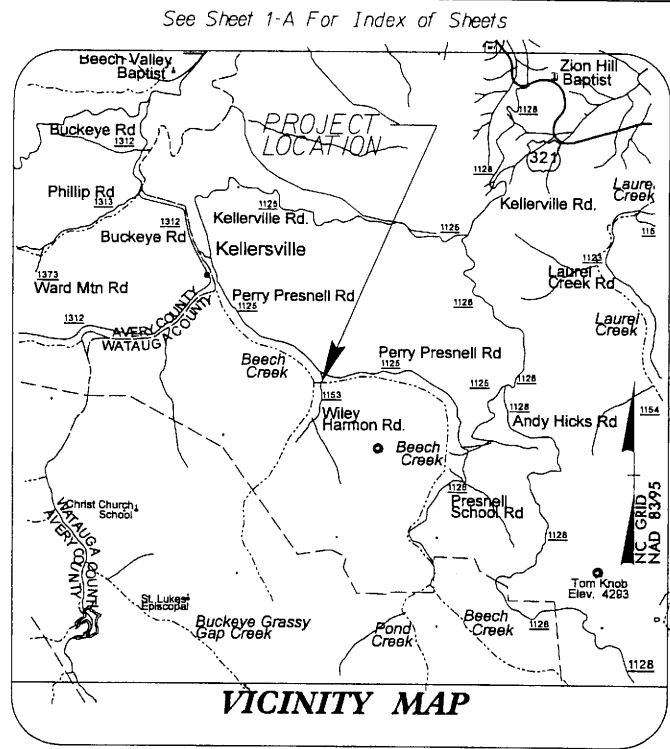 See Sheet 1-A For Index of Sheets
Beech Valley
Baptist
Zion Hill
Baptist
1128
Buckeye Rd
1312
PROJECT
LOCATION
321
1128
Phillip Rd
1313
1312
1125
Kellerville Rd.
Kellerville Rd.
Laurel
Creek
Buckeye Rd
Kellersville
1125
1123
Laurel
Creek Rd
1373
Ward Mtn Rd
Perry Presnell Rd
1125
1128
1312
AVERY COUNTY
WATAUGA COUNTY
Laurel
Creek
Beech
Creek
Perry Presnell Rd
1125
1125
1128
1153
Wiley
Harmon Rd.
1128
Andy Hicks Rd
1154
Beech
Creek
1126
Presnell
School Rd
NC GRID
NAD 83/95
Christ Church
School
WATAUGA COUNTY
AVERY COUNTY
1128
Tom Knob
Elev. 4293
St. Lukes
Episcopal
Buckeye Grassy
Gap Creek
Pond
Creek
Beech
Creek
1128
1128
VICINITY MAP